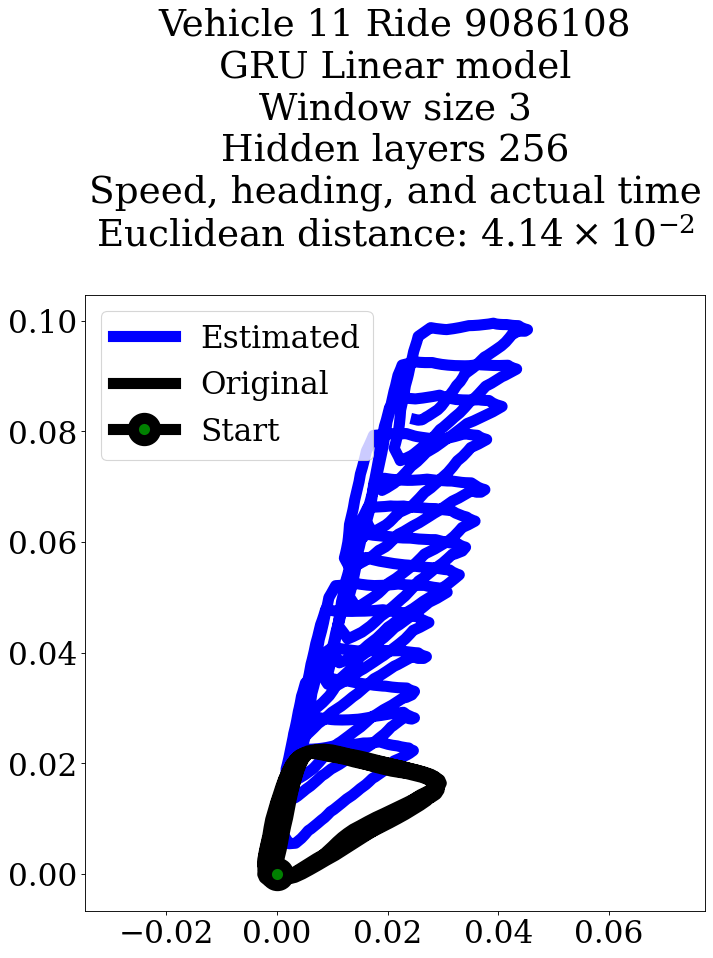 Vehicle 11 Ride 9086108
GRU Linear model
Window size 3
Hidden layers 256
Speed, heading, and actual time
Euclidean distance: 4.14 × 10⁻²
Estimated
Original
Start
0.10
0.08
0.06
0.04
0.02
0.00
−0.02 0.00 0.02 0.04 0.06